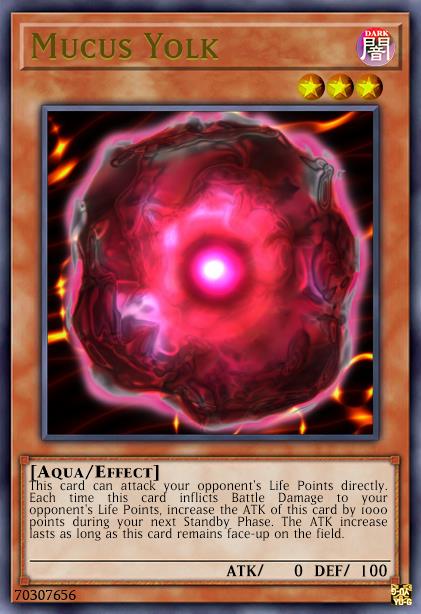 Mucus Yolk
DARK
闇
[Aqua/Effect]
This card can attack your opponent's Life Points directly.
Each time this card inflicts Battle Damage to your
opponent's Life Points, increase the ATK of this card by 1000
points during your next Standby Phase. The ATK increase
lasts as long as this card remains face-up on the field.
ATK/ 0 DEF/ 100
70307656